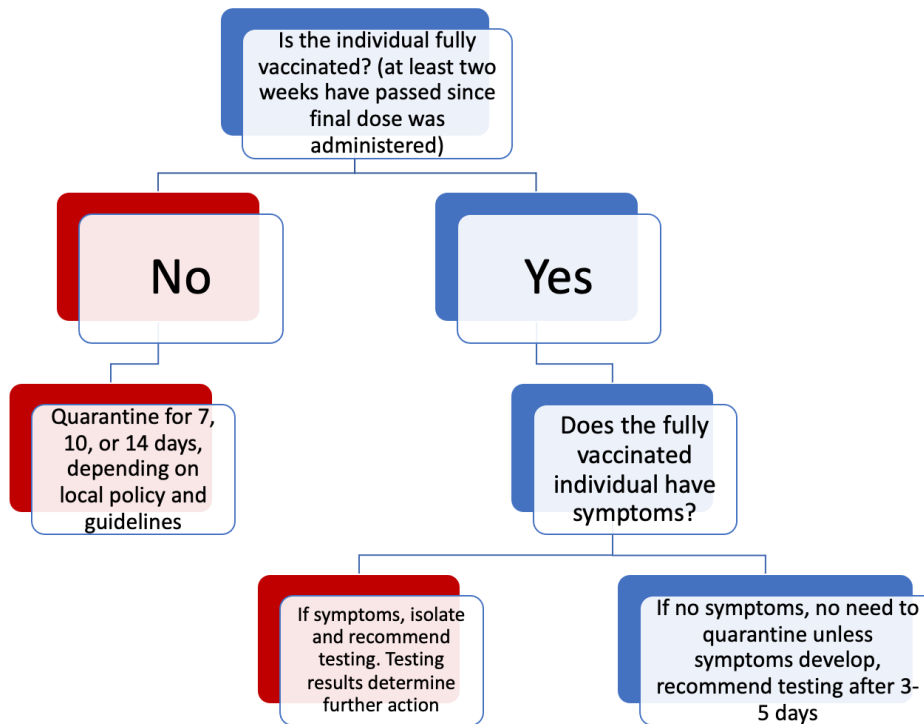 Is the individual fully
vaccinated? (at least two
weeks have passed since
final dose was
administered)
No
Yes
Quarantine for 7,
10, or 14 days,
depending on
local policy and
guidelines
Does the fully
vaccinated
individual have
symptoms?
If symptoms, isolate
and recommend
testing. Testing
results determine
further action
If no symptoms, no need to
quarantine unless
symptoms develop,
recommend testing after 3-
5 days